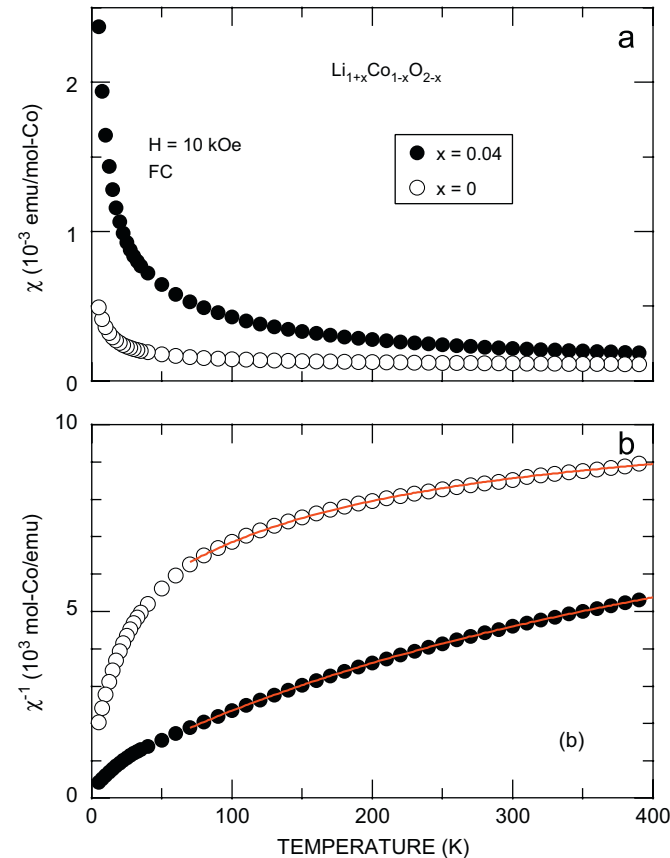 a
Li1+xCo1-xO2-x
H = 10 kOe
FC
x = 0.04
x = 0
2
1
0
χ (10-3 emu/mol-Co)
b
10
5
0
χ-1 (103 mol-Co/emu)
(b)
0 100 200 300 400
TEMPERATURE (K)